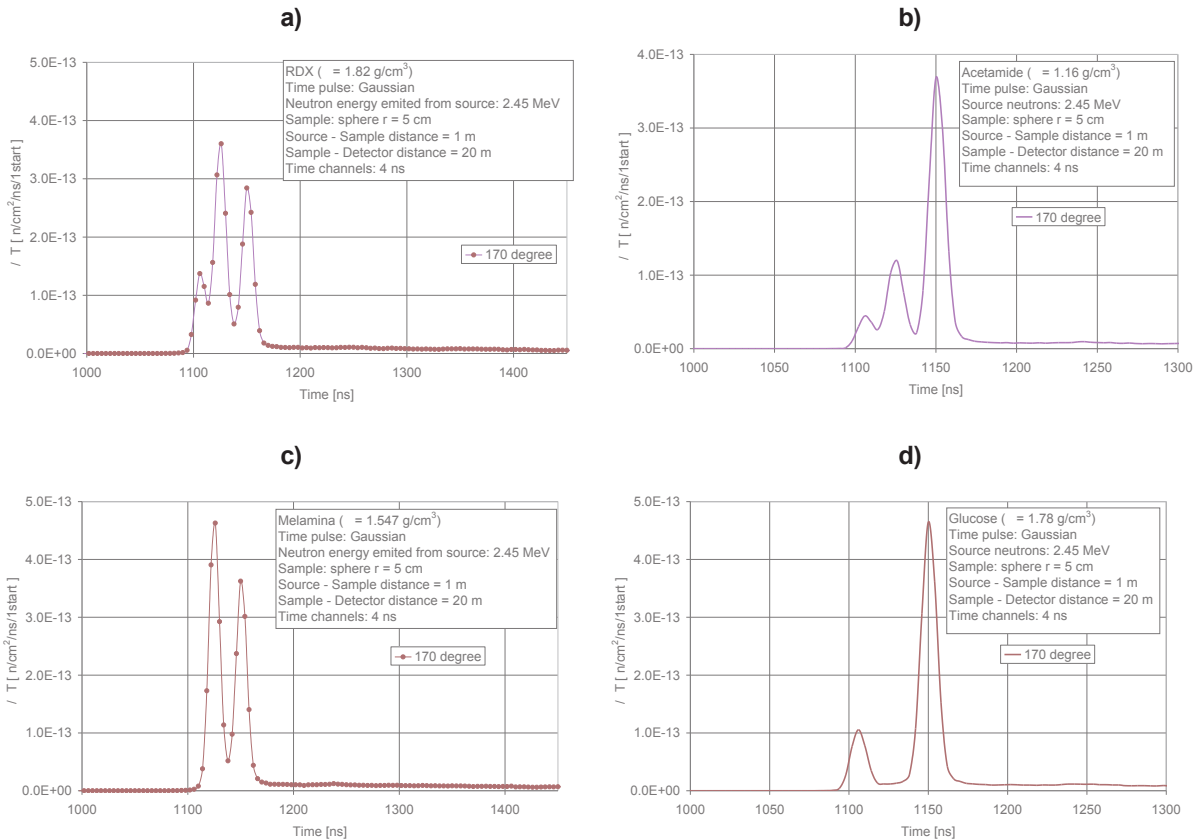 a)
5.0E-13
4.0E-13
3.0E-13
2.0E-13
1.0E-13
0.0E+00
/ T [ n/cm²/ns/1start ]
RDX ( = 1.82 g/cm³)
Time pulse: Gaussian
Neutron energy emited from source: 2.45 MeV
Sample: sphere r = 5 cm
Source - Sample distance = 1 m
Sample - Detector distance = 20 m
Time channels: 4 ns
170 degree
1000 1100 1200 1300 1400
Time [ns]
b)
4.0E-13
3.0E-13
2.0E-13
1.0E-13
0.0E+00
/ T [ n/cm²/ns/1start ]
Acetamide ( = 1.16 g/cm³)
Time pulse: Gaussian
Source neutrons: 2.45 MeV
Sample: sphere r = 5 cm
Source - Sample distance = 1 m
Sample - Detector distance = 20 m
Time channels: 4 ns
170 degree
1000 1050 1100 1150 1200 1250 1300
Time [ns]
c)
5.0E-13
4.0E-13
3.0E-13
2.0E-13
1.0E-13
0.0E+00
/ T [ n/cm²/ns/1start ]
Melamina ( = 1.547 g/cm³)
Time pulse: Gaussian
Neutron energy emited from source: 2.45 MeV
Sample: sphere r = 5 cm
Source - Sample distance = 1 m
Sample - Detector distance = 20 m
Time channels: 4 ns
170 degree
1000 1100 1200 1300 1400
Time [ns]
d)
5.0E-13
4.0E-13
3.0E-13
2.0E-13
1.0E-13
0.0E+00
/ T [ n/cm²/ns/1start ]
Glucose ( = 1.78 g/cm³)
Time pulse: Gaussian
Source neutrons: 2.45 MeV
Sample: sphere r = 5 cm
Source - Sample distance = 1 m
Sample - Detector distance = 20 m
Time channels: 4 ns
170 degree
1000 1050 1100 1150 1200 1250 1300
Time [ns]